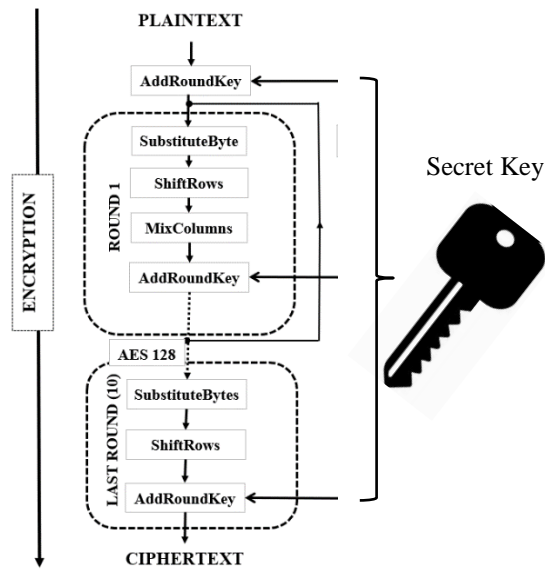 PLAINTEXT
AddRoundKey
SubstituteByte
Secret Key
ShiftRows
ROUND 1
MixColumns
ENCRYPTION
AddRoundKey
AES 128
SubstituteBytes
LAST ROUND (10)
ShiftRows
AddRoundKey
CIPHERTEXT